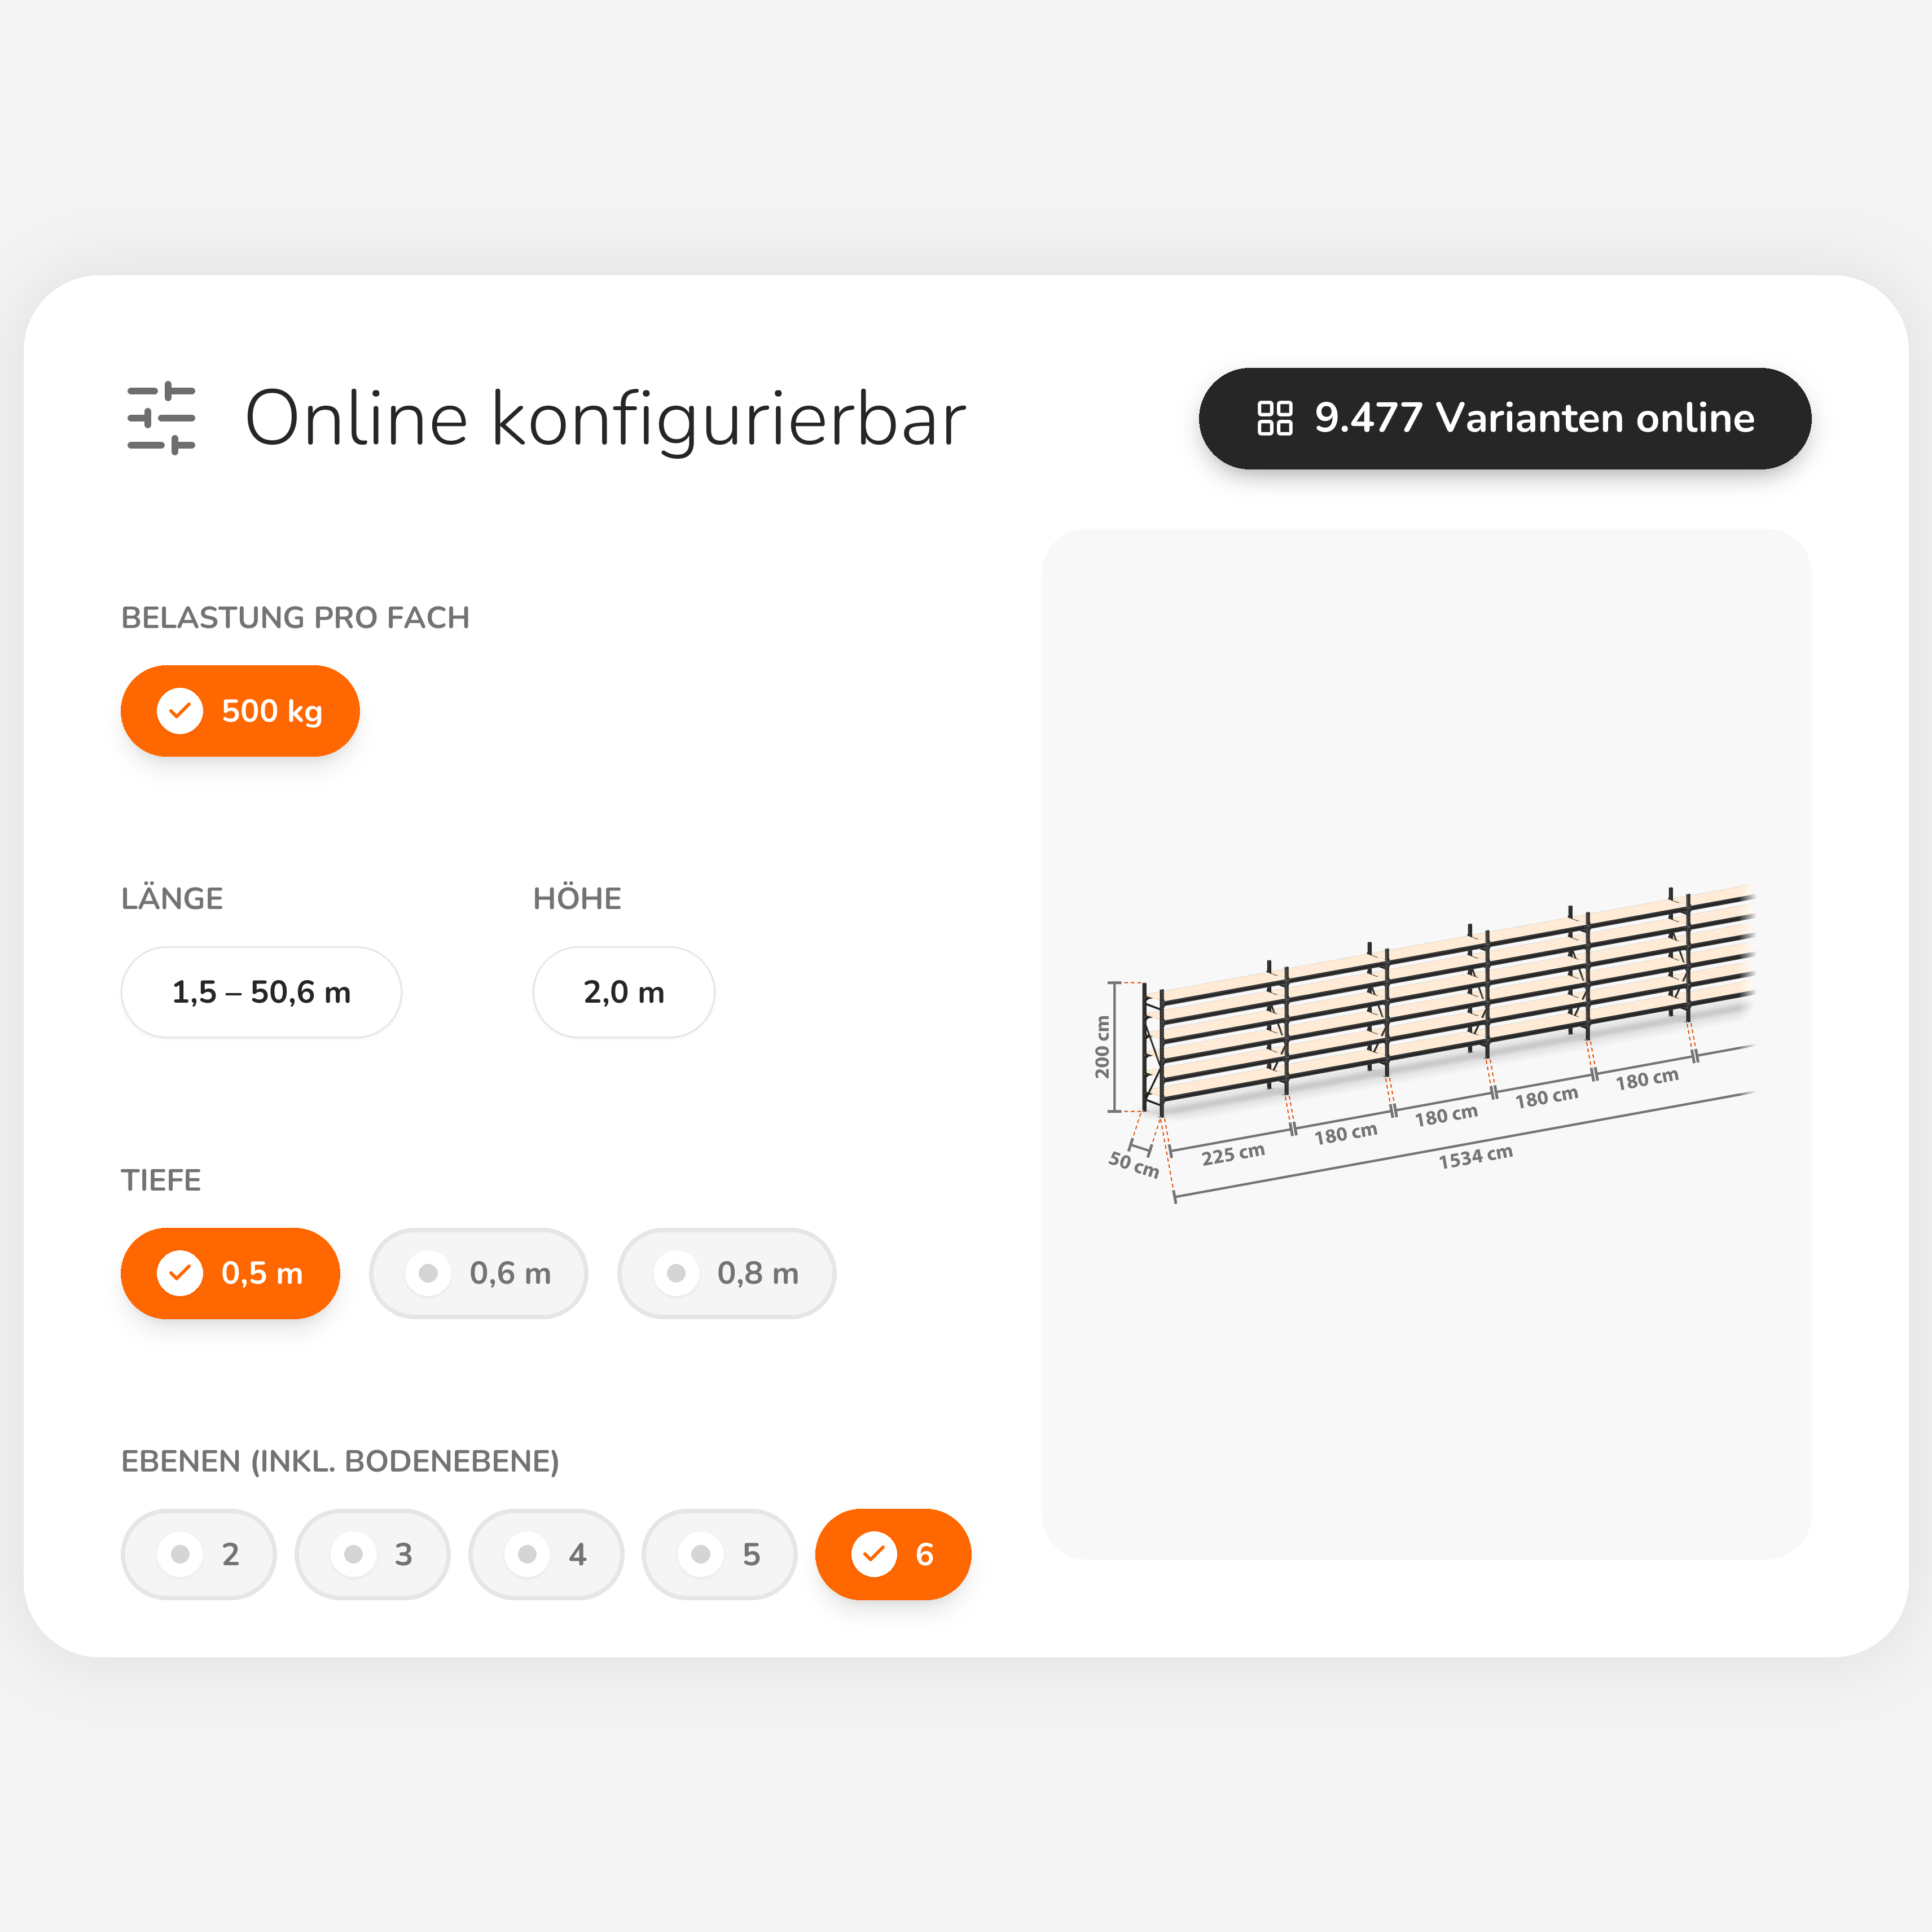 Online konfigurierbar
9.477 Varianten online
BELASTUNG PRO FACH
500 kg
LÄNGE
HÖHE
1,5 – 50,6 m
2,0 m
TIEFE
0,5 m
0,6 m
0,8 m
EBENEN (INKL. BODENEBENE)
2
3
4
5
6
200 cm
50 cm
225 cm
180 cm
180 cm
180 cm
180 cm
1534 cm